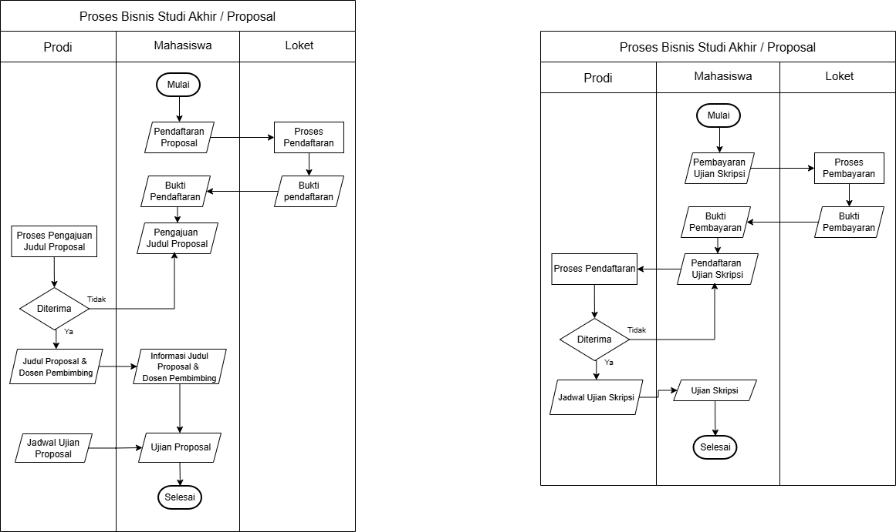 Proses Bisnis Studi Akhir / Proposal
Prodi
Mahasiswa
Loket
Mulai
Pendaftaran
Proposal
Proses
Pendaftaran
Bukti
Pendaftaran
Bukti
pendaftaran
Proses Pengajuan
Judul Proposal
Pengajuan
Judul Proposal
Diterima
Tidak
Ya
Judul Proposal &
Dosen Pembimbing
Informasi Judul
Proposal &
Dosen Pembimbing
Jadwal Ujian
Proposal
Ujian Proposal
Selesai
Proses Bisnis Studi Akhir / Proposal
Prodi
Mahasiswa
Loket
Mulai
Pembayaran
Ujian Skripsi
Proses
Pembayaran
Bukti
Pembayaran
Bukti
Pembayaran
Proses Pendaftaran
Pendaftaran
Ujian Skripsi
Diterima
Tidak
Ya
Jadwal Ujian Skripsi
Ujian Skripsi
Selesai